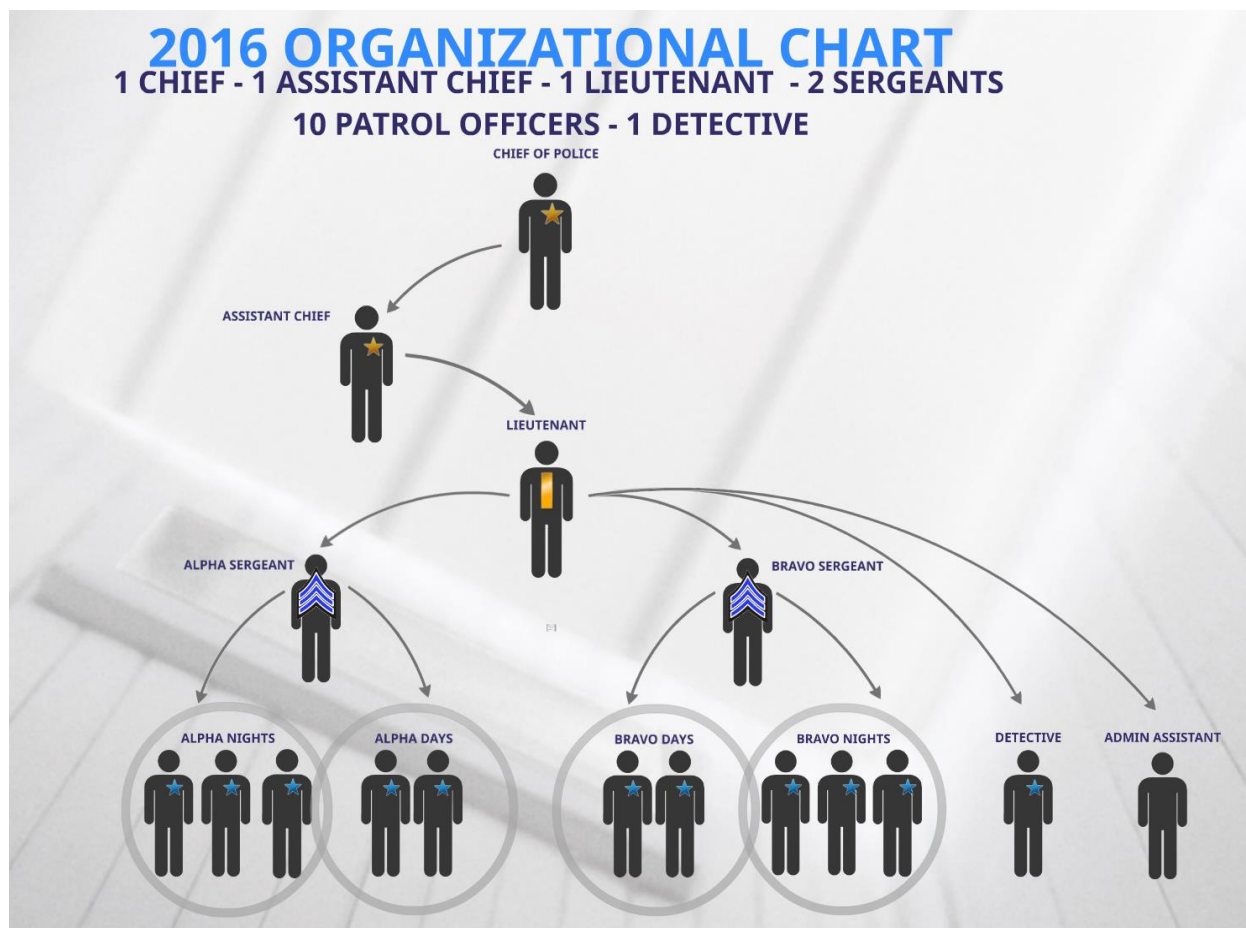 2016 ORGANIZATIONAL CHART
1 CHIEF - 1 ASSISTANT CHIEF - 1 LIEUTENANT - 2 SERGEANTS
10 PATROL OFFICERS - 1 DETECTIVE
CHIEF OF POLICE
ASSISTANT CHIEF
LIEUTENANT
ALPHA SERGEANT
BRAVO SERGEANT
ALPHA NIGHTS
ALPHA DAYS
BRAVO DAYS
BRAVO NIGHTS
DETECTIVE
ADMIN ASSISTANT